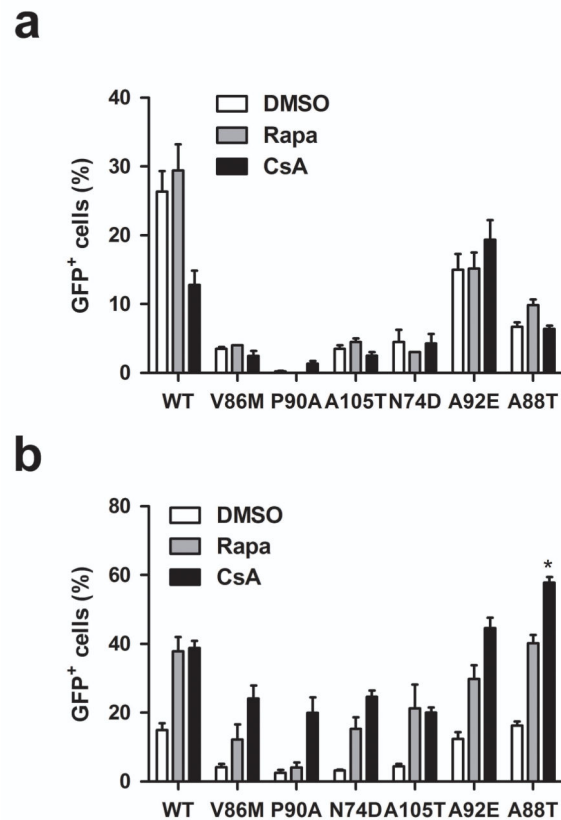 a
40
30
20
10
0
GFP⁺ cells (%)
DMSO
Rapa
CsA
WT V86M P90A A105T N74D A92E A88T
b
80
60
40
20
0
GFP⁺ cells (%)
DMSO
Rapa
CsA
*
WT V86M P90A N74D A105T A92E A88T